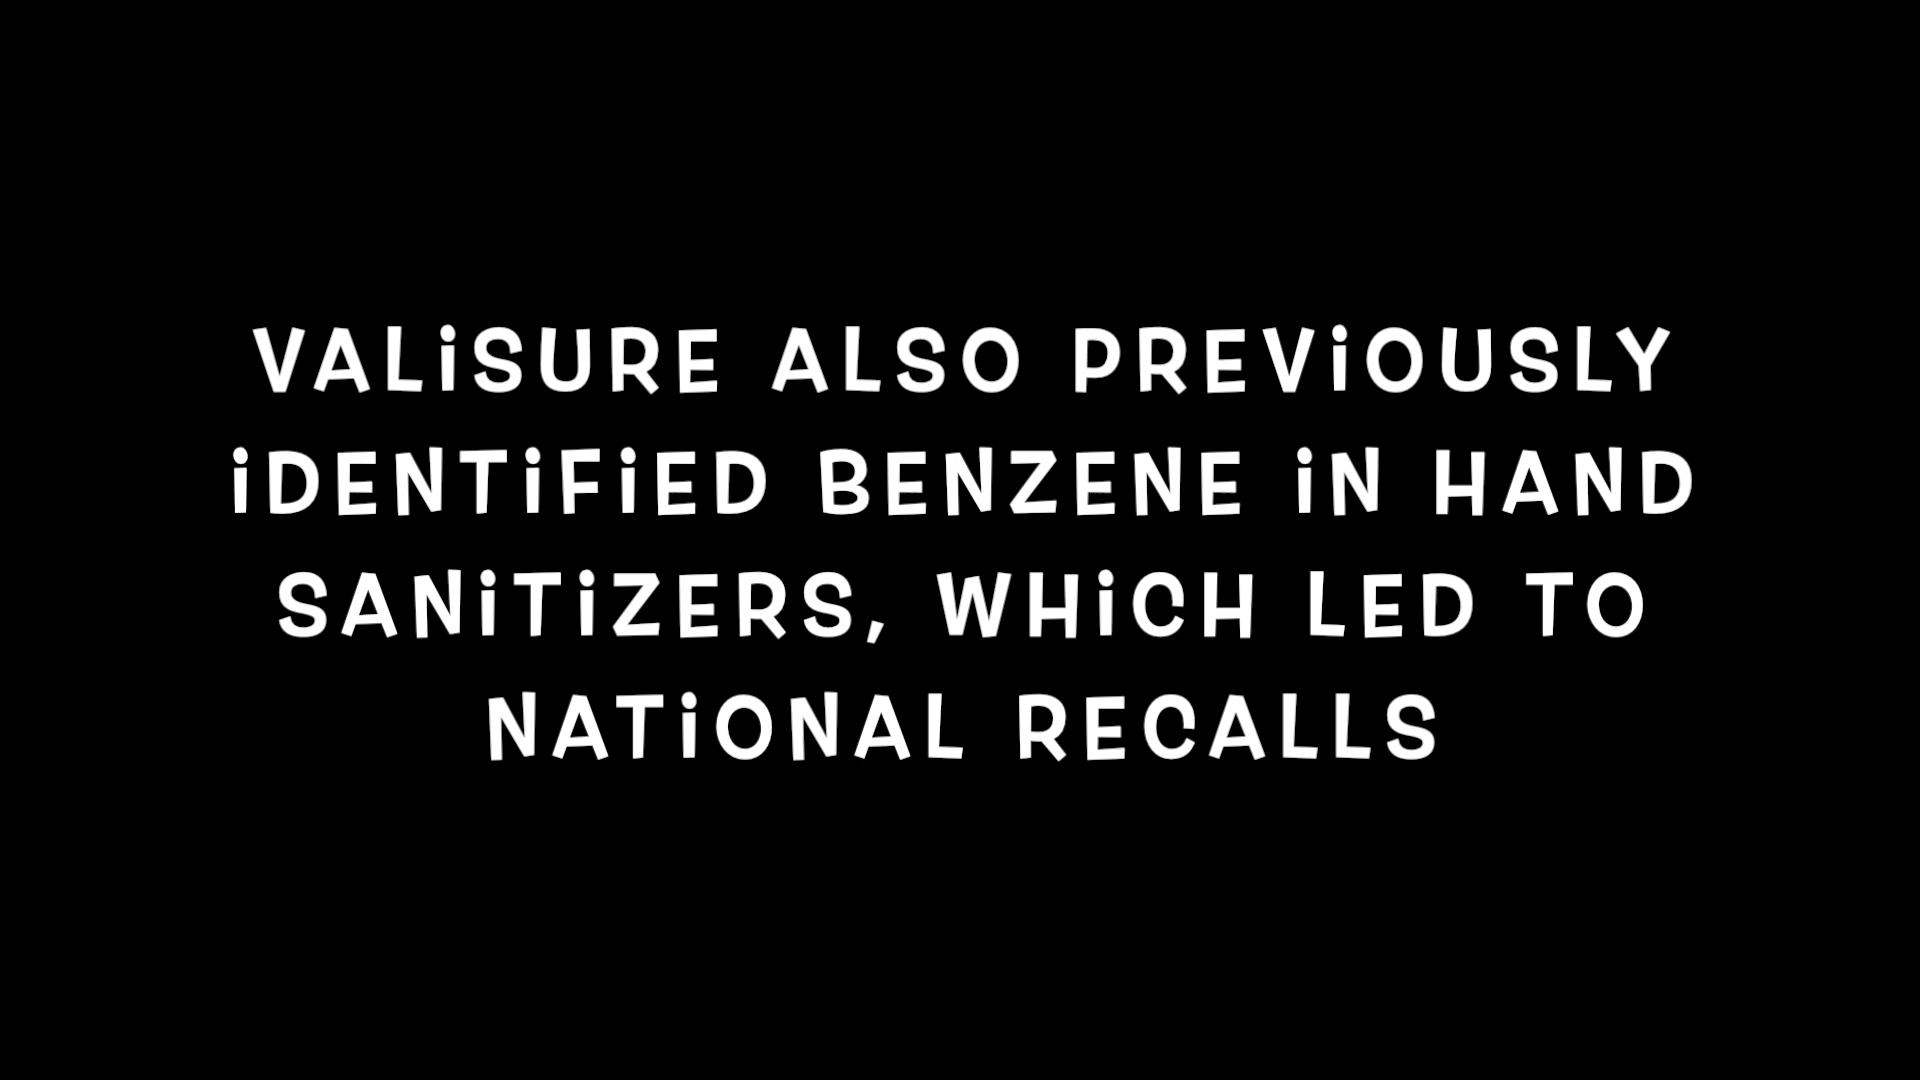 VALiSURE ALSO PREViOUSLY
iDENTiFiED BENZENE iN HAND
SANiTiZERS, WHiCH LED TO
NATiONAL RECALLS